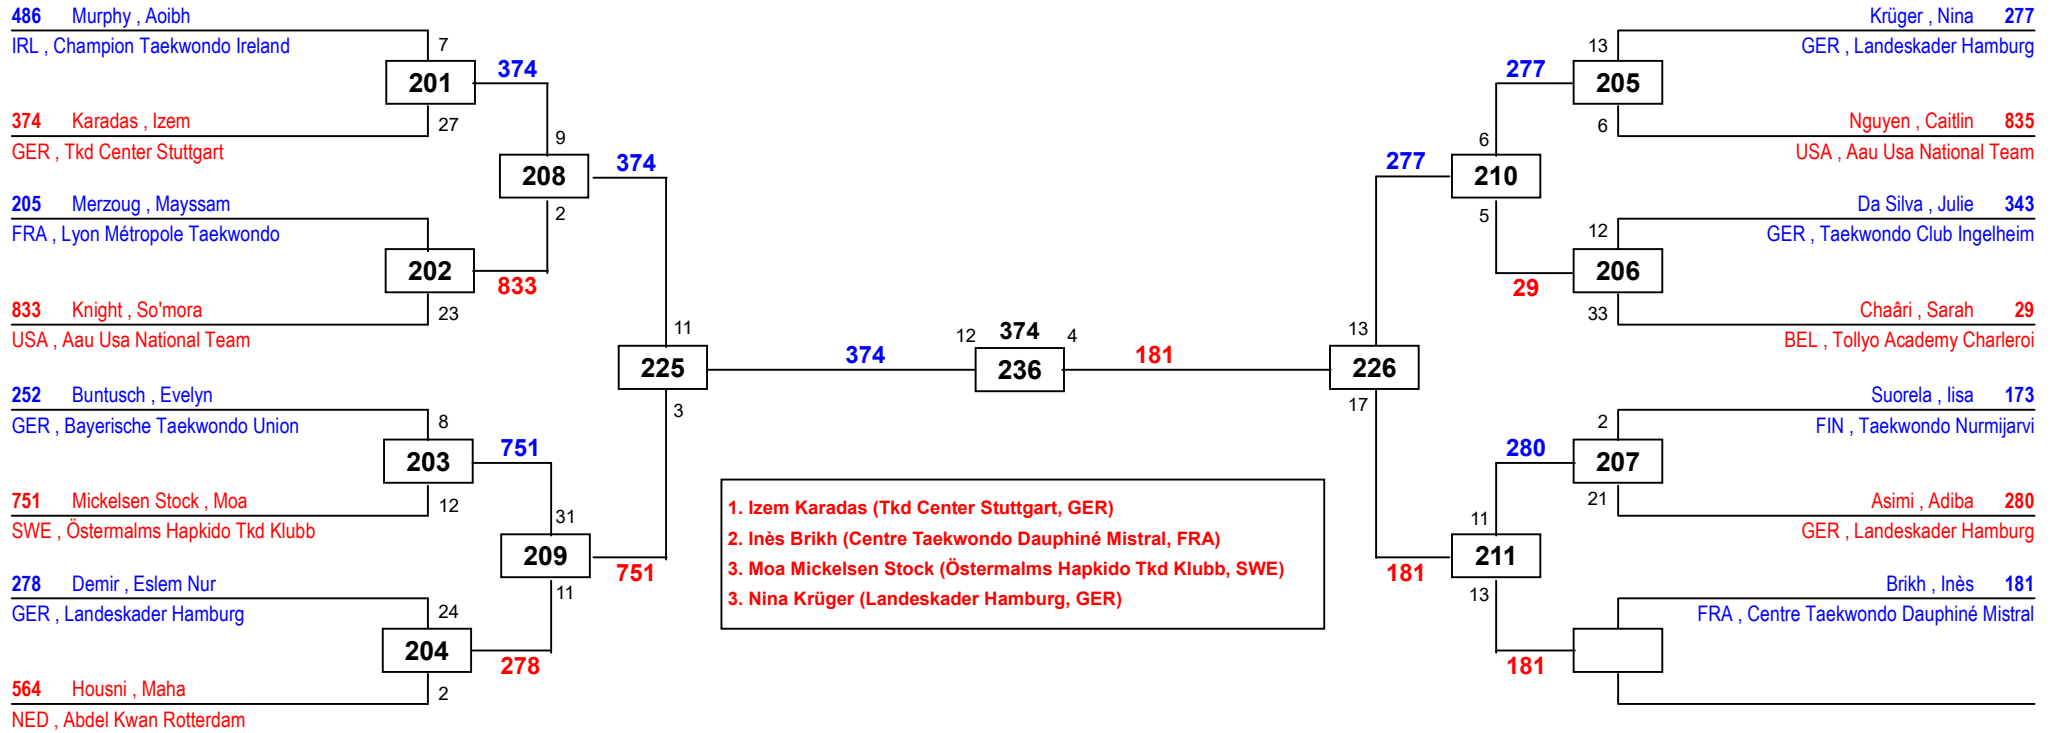 486 Murphy , Aoibh
IRL , Champion Taekwondo Ireland
7
201
374
374 Karadas , Izem
27
GER , Tkd Center Stuttgart
9
208
374
205 Merzoug , Mayssam
2
FRA , Lyon Métropole Taekwondo
202
833
833 Knight , So'mora
23
USA , Aau Usa National Team
11
225
374
3
252 Buntusch , Evelyn
GER , Bayerische Taekwondo Union
8
203
751
751 Mickelsen Stock , Moa
12
SWE , Östermalms Hapkido Tkd Klubb
31
209
751
11
278 Demir , Eslem Nur
GER , Landeskader Hamburg
24
204
278
564 Housni , Maha
2
NED , Abdel Kwan Rotterdam
12 374 4
236
181
1. Izem Karadas (Tkd Center Stuttgart, GER)
2. Inès Brikh (Centre Taekwondo Dauphiné Mistral, FRA)
3. Moa Mickelsen Stock (Östermalms Hapkido Tkd Klubb, SWE)
3. Nina Krüger (Landeskader Hamburg, GER)
Krüger , Nina 277
GER , Landeskader Hamburg
13
277
205
6
Nguyen , Caitlin 835
USA , Aau Usa National Team
6
277
210
5
Da Silva , Julie 343
GER , Taekwondo Club Ingelheim
12
206
29
33
Chaâri , Sarah 29
BEL , Tollyo Academy Charleroi
13
226
17
Suorela , Iisa 173
FIN , Taekwondo Nurmijarvi
2
280
207
21
Asimi , Adiba 280
GER , Landeskader Hamburg
11
211
181
13
Brikh , Inès 181
FRA , Centre Taekwondo Dauphiné Mistral
181